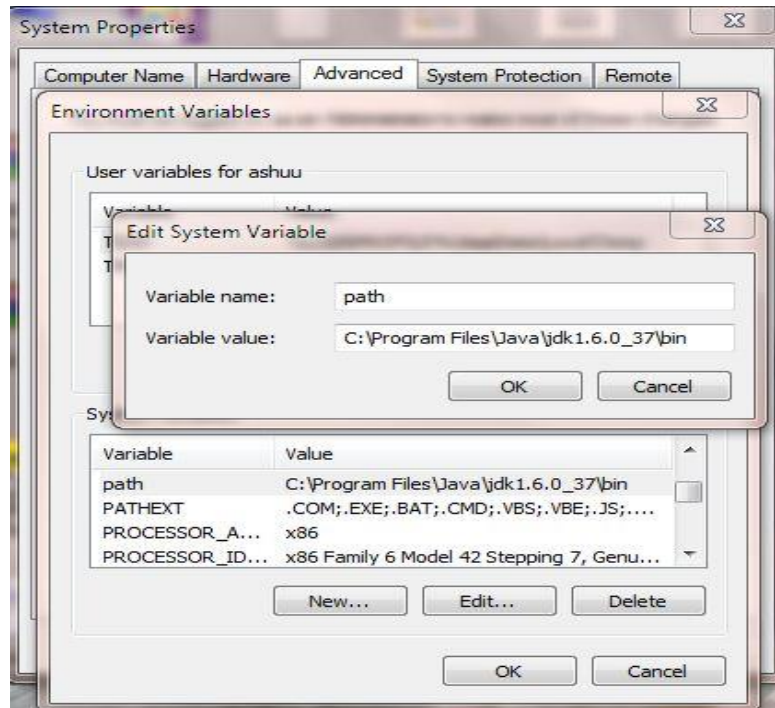 System Properties
Computer Name Hardware Advanced System Protection Remote
Environment Variables
User variables for ashuu
Variable Value
Edit System Variable
Variable name: path
Variable value: C:\Program Files\Java\jdk1.6.0_37\bin
OK Cancel
Variable Value
path C:\Program Files\Java\jdk1.6.0_37\bin
PATHEXT .COM;.EXE;.BAT;.CMD;.VBS;.VBE;.JS;....
PROCESSOR_A... x86
PROCESSOR_ID... x86 Family 6 Model 42 Stepping 7, Genu...
New... Edit... Delete
OK Cancel